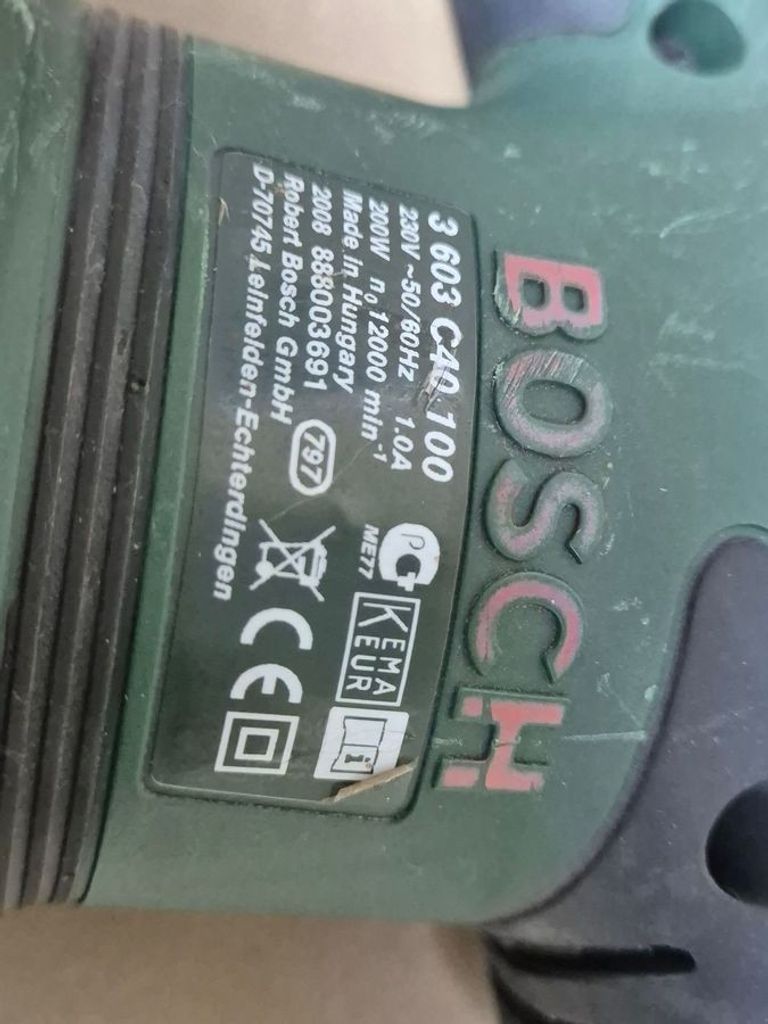 BOSCH
3 603 C40 100
230V ~50/60Hz 1.0A
200W n₀12000 min⁻¹
Made in Hungary
2008 888003691
797
Robert Bosch GmbH
D-70745 Leinfelden-Echterdingen
PG
ME77
KEMA
KEUR
CE
i